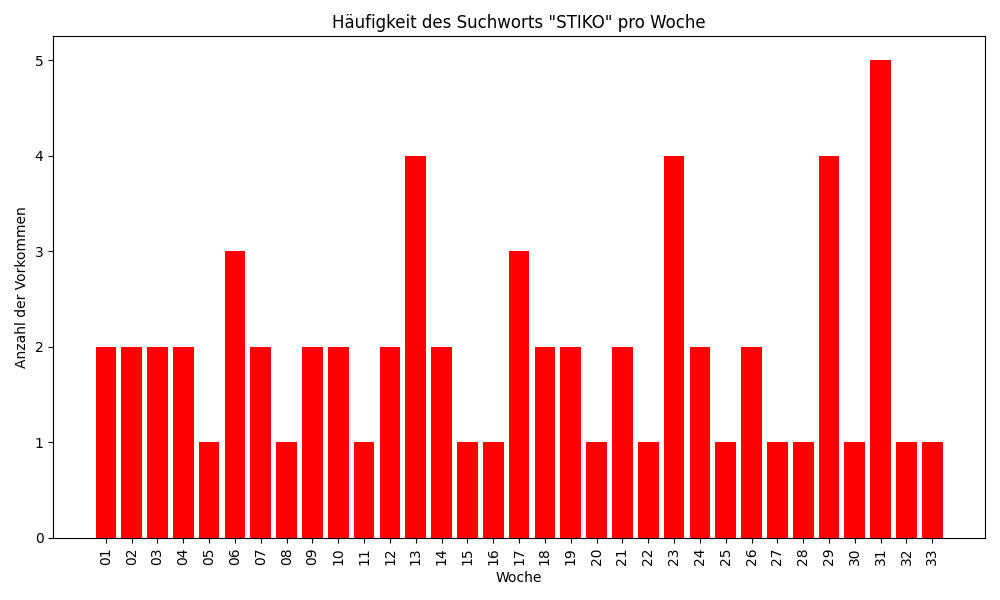 Häufigkeit des Suchworts "STIKO" pro Woche
Anzahl der Vorkommen
5
4
3
2
1
0
01 02 03 04 05 06 07 08 09 10 11 12 13 14 15 16 17 18 19 20 21 22 23 24 25 26 27 28 29 30 31 32 33
Woche